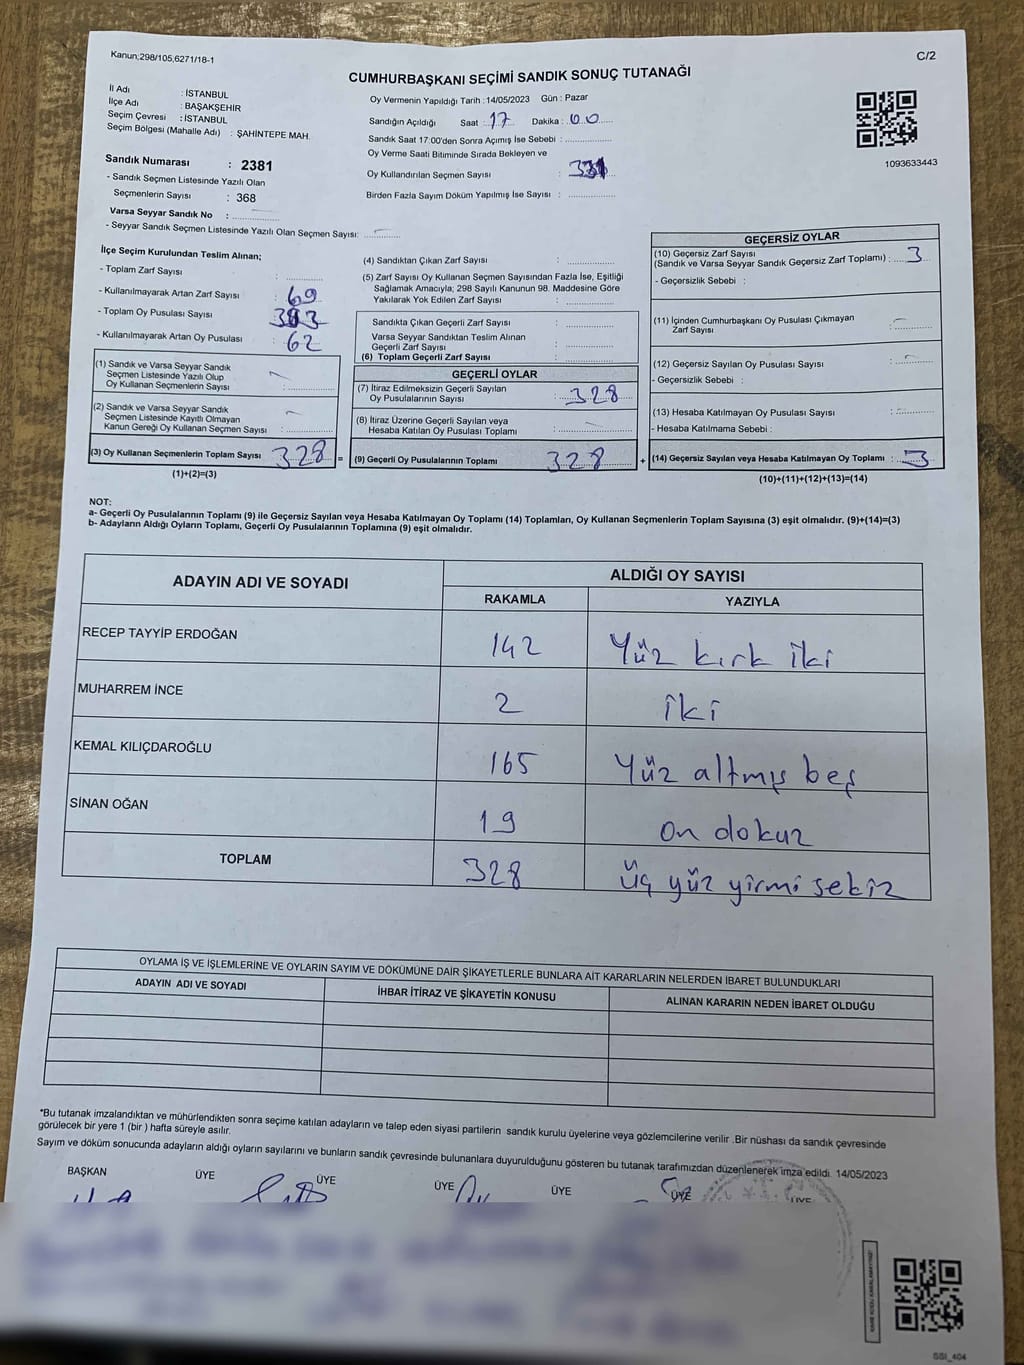 Kanun;298/105,6271/18-1
C/2
CUMHURBAŞKANI SEÇİMİ SANDIK SONUÇ TUTANAĞI
İl Adı : İSTANBUL
İlçe Adı : BAŞAKŞEHİR
Seçim Çevresi : İSTANBUL
Seçim Bölgesi (Mahalle Adı) : ŞAHİNTEPE MAH.
Sandık Numarası : 2381
- Sandık Seçmen Listesinde Yazılı Olan
Seçmenlerin Sayısı : 368
Varsa Seyyar Sandık No :
- Seyyar Sandık Seçmen Listesinde Yazılı Olan Seçmen Sayısı:
Oy Vermenin Yapıldığı Tarih : 14/05/2023 Gün : Pazar
Sandığın Açıldığı Saat : 17 Dakika : 00
Sandık Saat 17:00'den Sonra Açımış İse Sebebi :
Oy Verme Saati Bitiminde Sırada Bekleyen ve
Oy Kullandırılan Seçmen Sayısı :
Birden Fazla Sayım Döküm Yapılmış İse Sayısı :
1093633443
İlçe Seçim Kurulundan Teslim Alınan;
- Toplam Zarf Sayısı :
- Kullanılmayarak Artan Zarf Sayısı : 69
- Toplam Oy Pusulası Sayısı :
- Kullanılmayarak Artan Oy Pusulası : 62
(1) Sandık ve Varsa Seyyar Sandık
Seçmen Listesinde Yazılı Olup
Oy Kullanan Seçmenlerin Sayısı :
(2) Sandık ve Varsa Seyyar Sandık
Seçmen Listesinde Kayıtlı Olmayan
Kanun Gereği Oy Kullanan Seçmen Sayısı :
(3) Oy Kullanan Seçmenlerin Toplam Sayısı 328 =
(1)+(2)=(3)
(4) Sandıktan Çıkan Zarf Sayısı :
(5) Zarf Sayısı Oy Kullanan Seçmen Sayısından Fazla İse, Eşitliği
Sağlamak Amacıyla; 298 Sayılı Kanunun 98. Maddesine Göre
Yakılarak Yok Edilen Zarf Sayısı :
Sandıkta Çıkan Geçerli Zarf Sayısı :
Varsa Seyyar Sandıktan Teslim Alınan
Geçerli Zarf Sayısı :
(6) Toplam Geçerli Zarf Sayısı :
GEÇERLİ OYLAR
(7) İtiraz Edilmeksizin Geçerli Sayılan
Oy Pusulalarının Sayısı : 328
(8) İtiraz Üzerine Geçerli Sayılan veya
Hesaba Katılan Oy Pusulası Toplamı :
(9) Geçerli Oy Pusulalarının Toplamı 328 +
GEÇERSİZ OYLAR
(10) Geçersiz Zarf Sayısı
(Sandık ve Varsa Seyyar Sandık Geçersiz Zarf Toplamı) : 3
- Geçersizlik Sebebi :
(11) İçinden Cumhurbaşkanı Oy Pusulası Çıkmayan
Zarf Sayısı :
(12) Geçersiz Sayılan Oy Pusulası Sayısı :
- Geçersizlik Sebebi :
(13) Hesaba Katılmayan Oy Pusulası Sayısı :
- Hesaba Katılmama Sebebi :
(14) Geçersiz Sayılan veya Hesaba Katılmayan Oy Toplamı : 3
(10)+(11)+(12)+(13)=(14)
NOT:
a- Geçerli Oy Pusulalarının Toplamı (9) ile Geçersiz Sayılan veya Hesaba Katılmayan Oy Toplamı (14) Toplamları, Oy Kullanan Seçmenlerin Toplam Sayısına (3) eşit olmalıdır. (9)+(14)=(3)
b- Adayların Aldığı Oyların Toplamı, Geçerli Oy Pusulalarının Toplamına (9) eşit olmalıdır.
ADAYIN ADI VE SOYADI
ALDIĞI OY SAYISI
RAKAMLA YAZIYLA
RECEP TAYYİP ERDOĞAN 142 Yüz kırk iki
MUHARREM İNCE 2 iki
KEMAL KILIÇDAROĞLU 165 Yüz altmış beş
SİNAN OĞAN 19 on dokuz
TOPLAM 328 üç yüz yirmi sekiz
OYLAMA İŞ VE İŞLEMLERİNE VE OYLARIN SAYIM VE DÖKÜMÜNE DAİR ŞİKAYETLERLE BUNLARA AİT KARARLARIN NELERDEN İBARET BULUNDUKLARI
ADAYIN ADI VE SOYADI İHBAR İTİRAZ VE ŞİKAYETİN KONUSU ALINAN KARARIN NEDEN İBARET OLDUĞU
*Bu tutanak imzalandıktan ve mühürlendikten sonra seçime katılan adayların ve talep eden siyasi partilerin sandık kurulu üyelerine veya gözlemcilerine verilir .Bir nüshası da sandık çevresinde
görülecek bir yere 1 (bir ) hafta süreyle asılır.
Sayım ve döküm sonucunda adayların aldığı oyların sayılarını ve bunların sandık çevresinde bulunanlara duyurulduğunu gösteren bu tutanak tarafımızdan düzenlenerek imza edildi. 14/05/2023
BAŞKAN ÜYE ÜYE ÜYE ÜYE ÜYE ÜYE
SSI_404